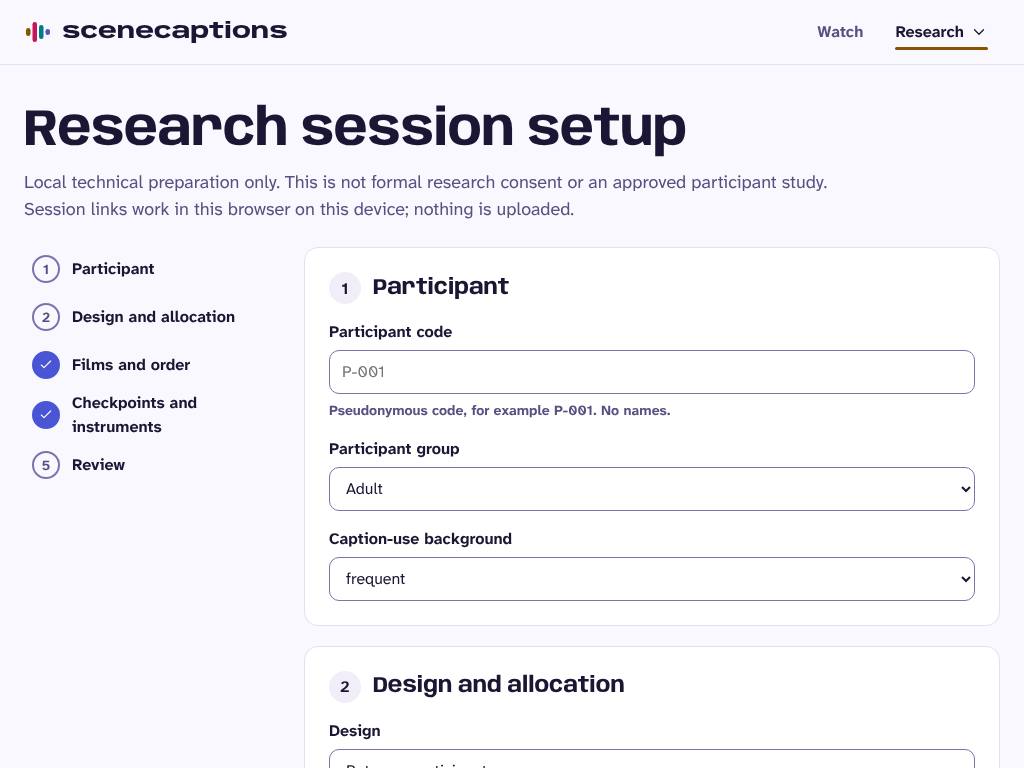 scenecaptions
Watch
Research
Research session setup
Local technical preparation only. This is not formal research consent or an approved participant study.
Session links work in this browser on this device; nothing is uploaded.
1 Participant
2 Design and allocation
Films and order
Checkpoints and
instruments
5 Review
1 Participant
Participant code
P-001
Pseudonymous code, for example P-001. No names.
Participant group
Adult
Caption-use background
frequent
2 Design and allocation
Design